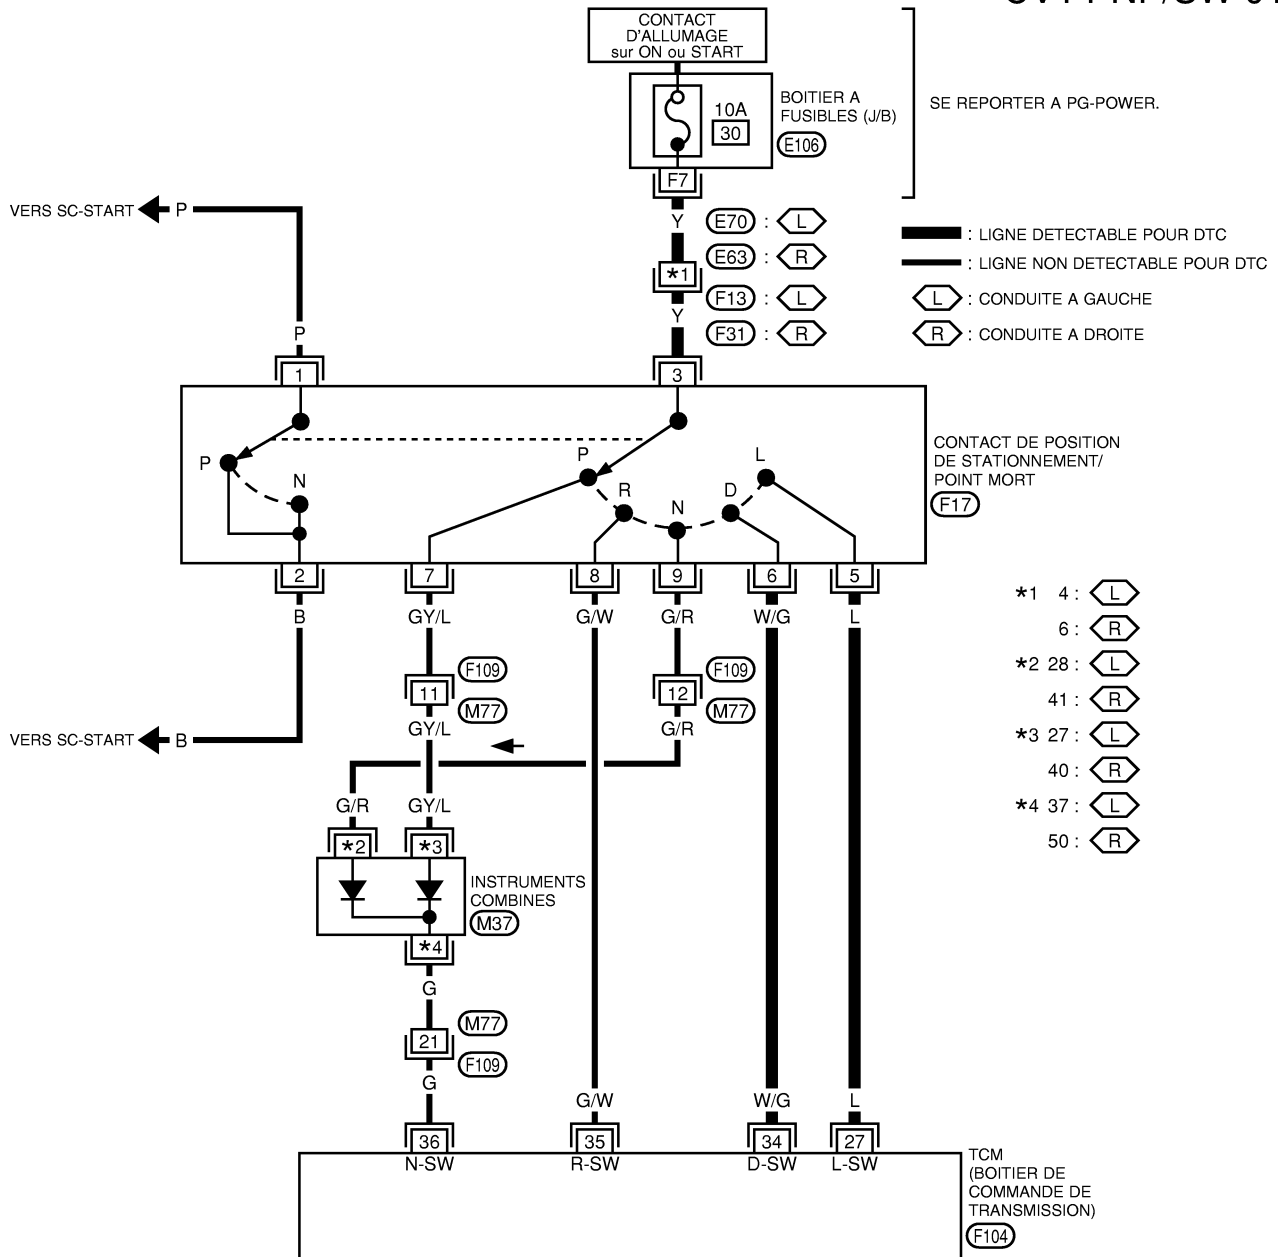 CONTACT
D'ALLUMAGE
sur ON ou START
10A
30
BOITIER A
FUSIBLES (J/B)
E106
SE REPORTER A PG-POWER.
F7
VERS SC-START
P
Y
E70 : L
E63 : R
*1
F13 : L
Y
F31 : R
: LIGNE DETECTABLE POUR DTC
: LIGNE NON DETECTABLE POUR DTC
L : CONDUITE A GAUCHE
R : CONDUITE A DROITE
P
1
3
P
N
P
R
N
D
L
CONTACT DE POSITION
DE STATIONNEMENT/
POINT MORT
F17
2
7
8
9
6
5
B
GY/L
G/W
G/R
W/G
L
*1 4 : L
6 : R
*2 28 : L
41 : R
*3 27 : L
40 : R
*4 37 : L
50 : R
F109
11
M77
F109
12
M77
GY/L
G/R
VERS SC-START
B
G/R
GY/L
*2
*3
INSTRUMENTS
COMBINES
M37
*4
G
M77
21
F109
G
G/W
W/G
L
36
35
34
27
N-SW
R-SW
D-SW
L-SW
TCM
(BOITIER DE
COMMANDE DE
TRANSMISSION)
F104